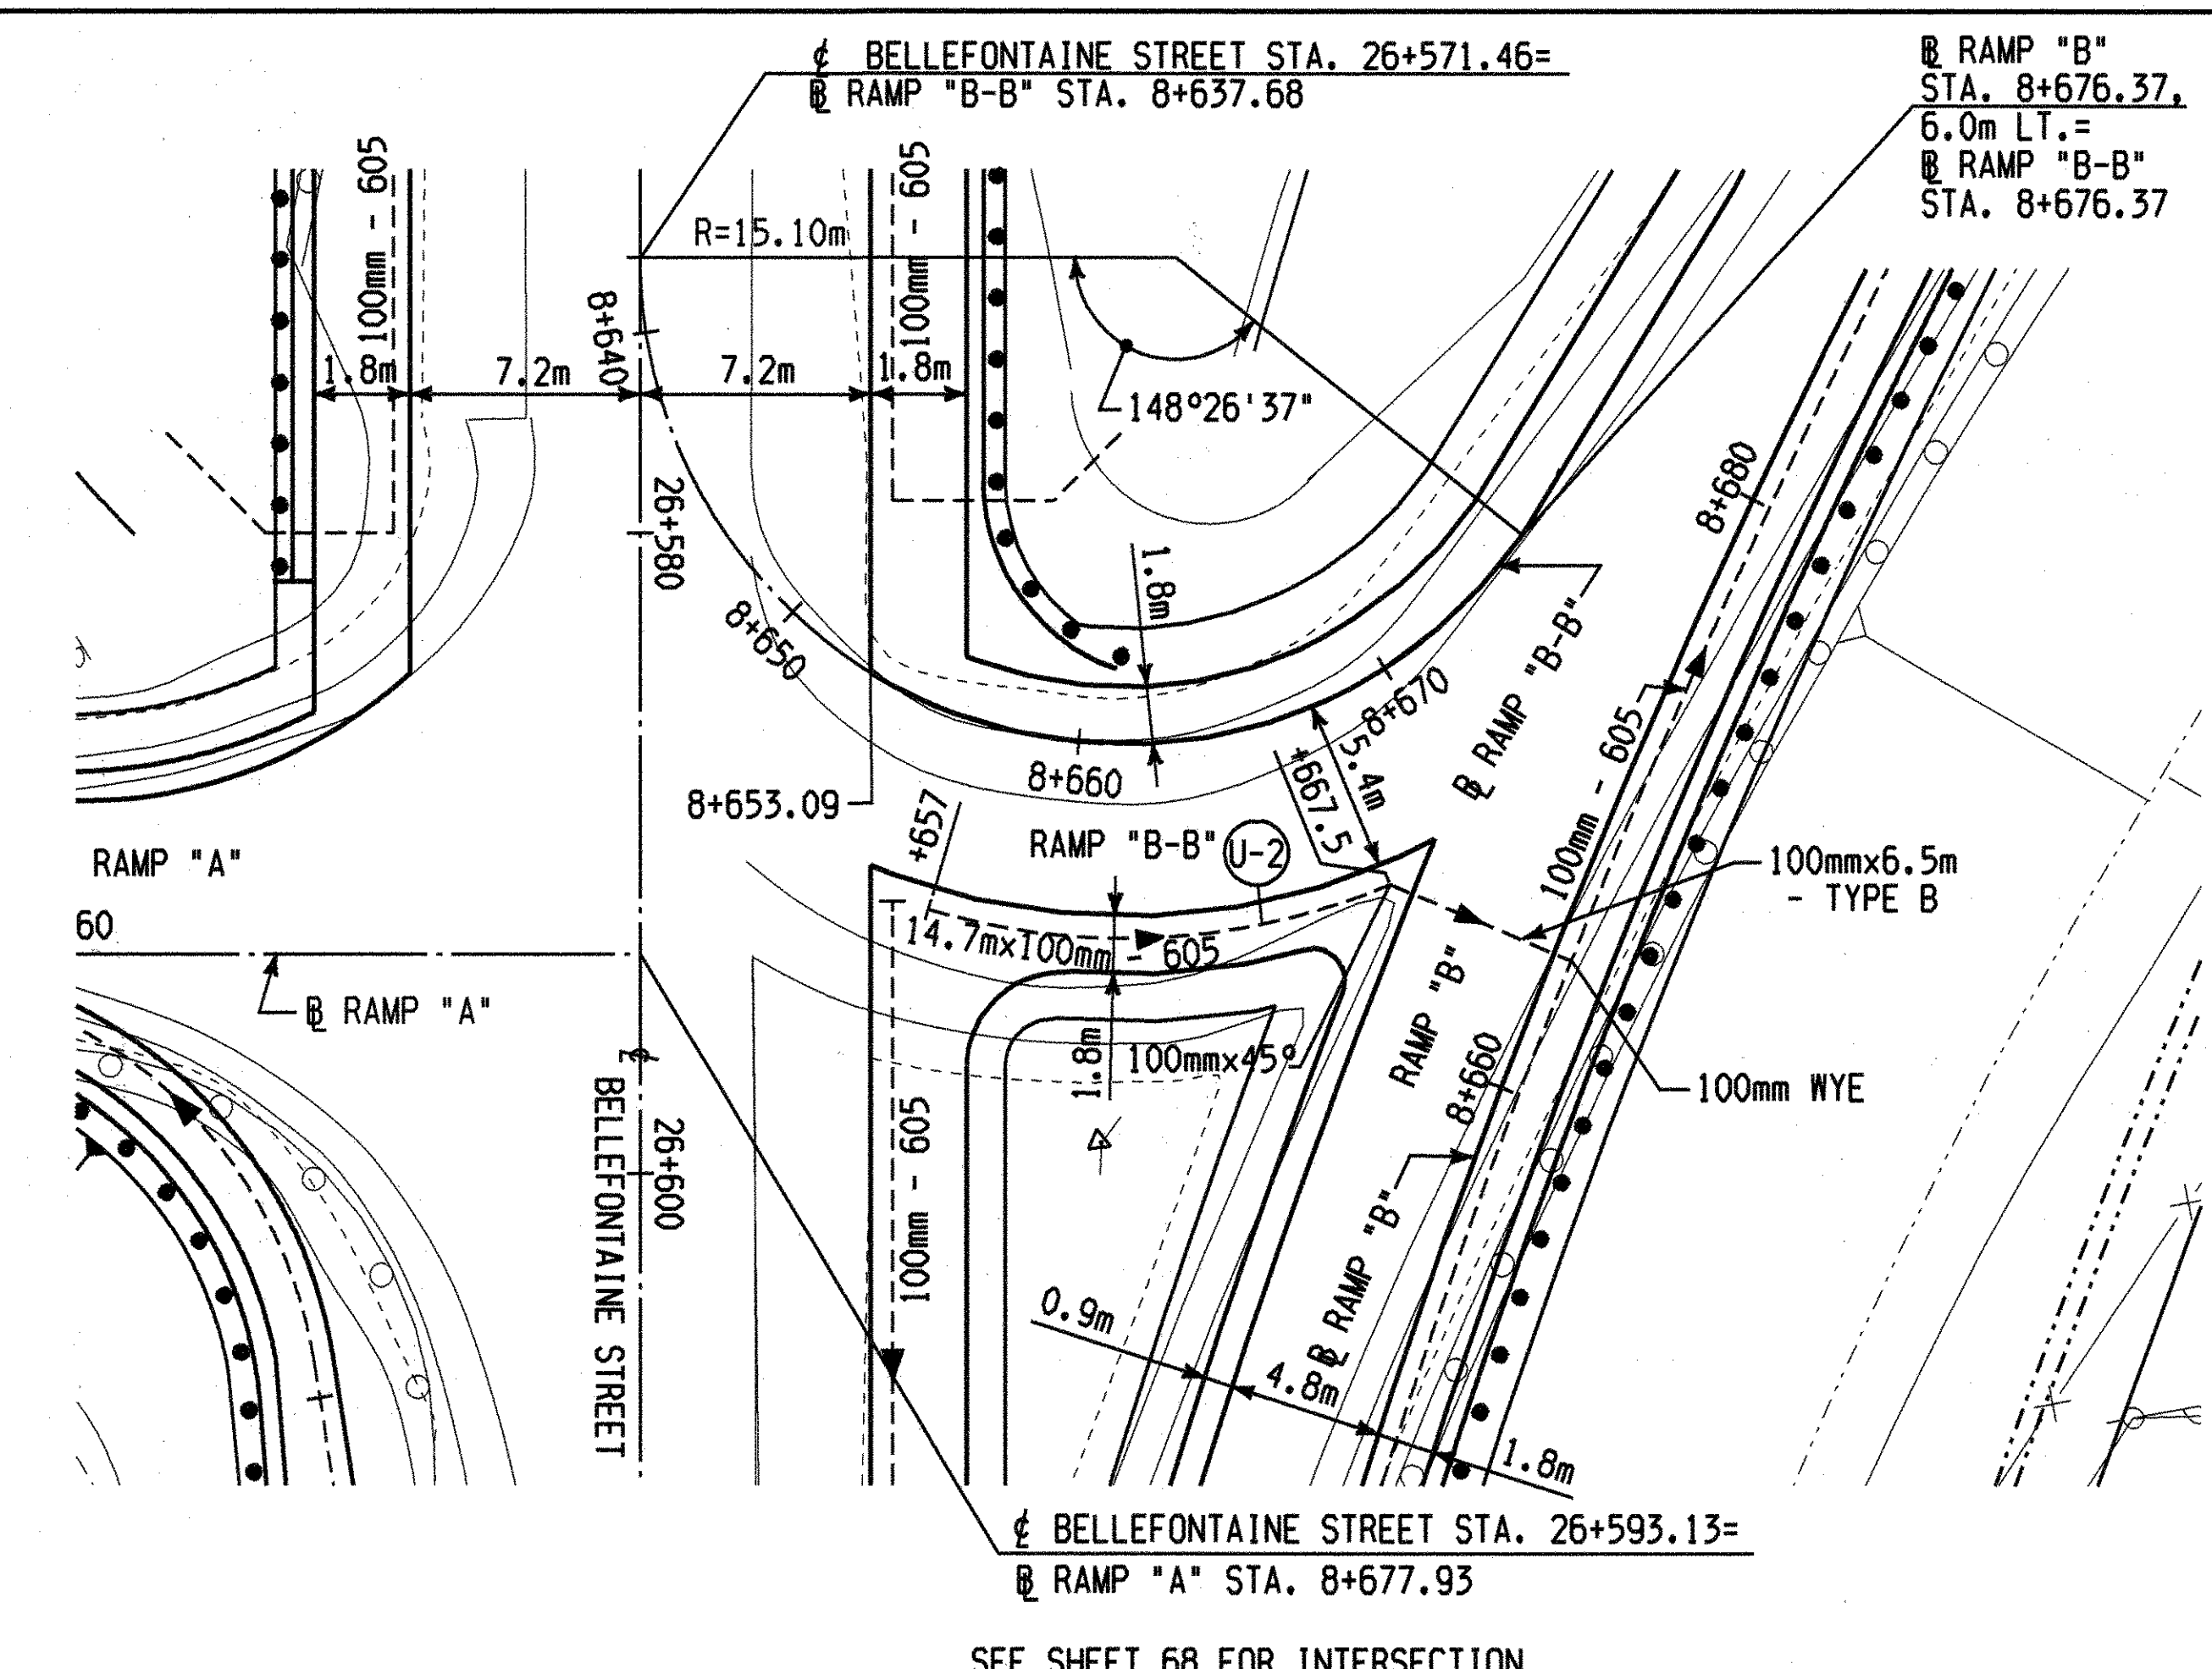 ℄ BELLEFONTAINE STREET STA. 26+571.46=
℔ RAMP "B-B" STA. 8+637.68
℔ RAMP "B"
STA. 8+676.37,
6.0m LT.=
℔ RAMP "B-B"
STA. 8+676.37
100mm - 605
100mm - 605
R=15.10m
8+640
1.8m
7.2m
7.2m
1.8m
148°26'37"
26+580
8+680
1.8m
8+650
℔ RAMP "B-B"
8+670
100mm - 605
5.4m
+667.5
8+660
8+653.09
+657
RAMP "B-B"
U-2
RAMP "A"
100mmx6.5m
- TYPE B
60
14.7mx100mm - 605
RAMP "B"
℔ RAMP "A"
1.8m
100mmx45°
8+660
100mm WYE
℄ BELLEFONTAINE STREET
26+600
100mm - 605
℔ RAMP "B"
0.9m
4.8m
1.8m
℄ BELLEFONTAINE STREET STA. 26+593.13=
℔ RAMP "A" STA. 8+677.93
SEE SHEET 68 FOR INTERSECTION